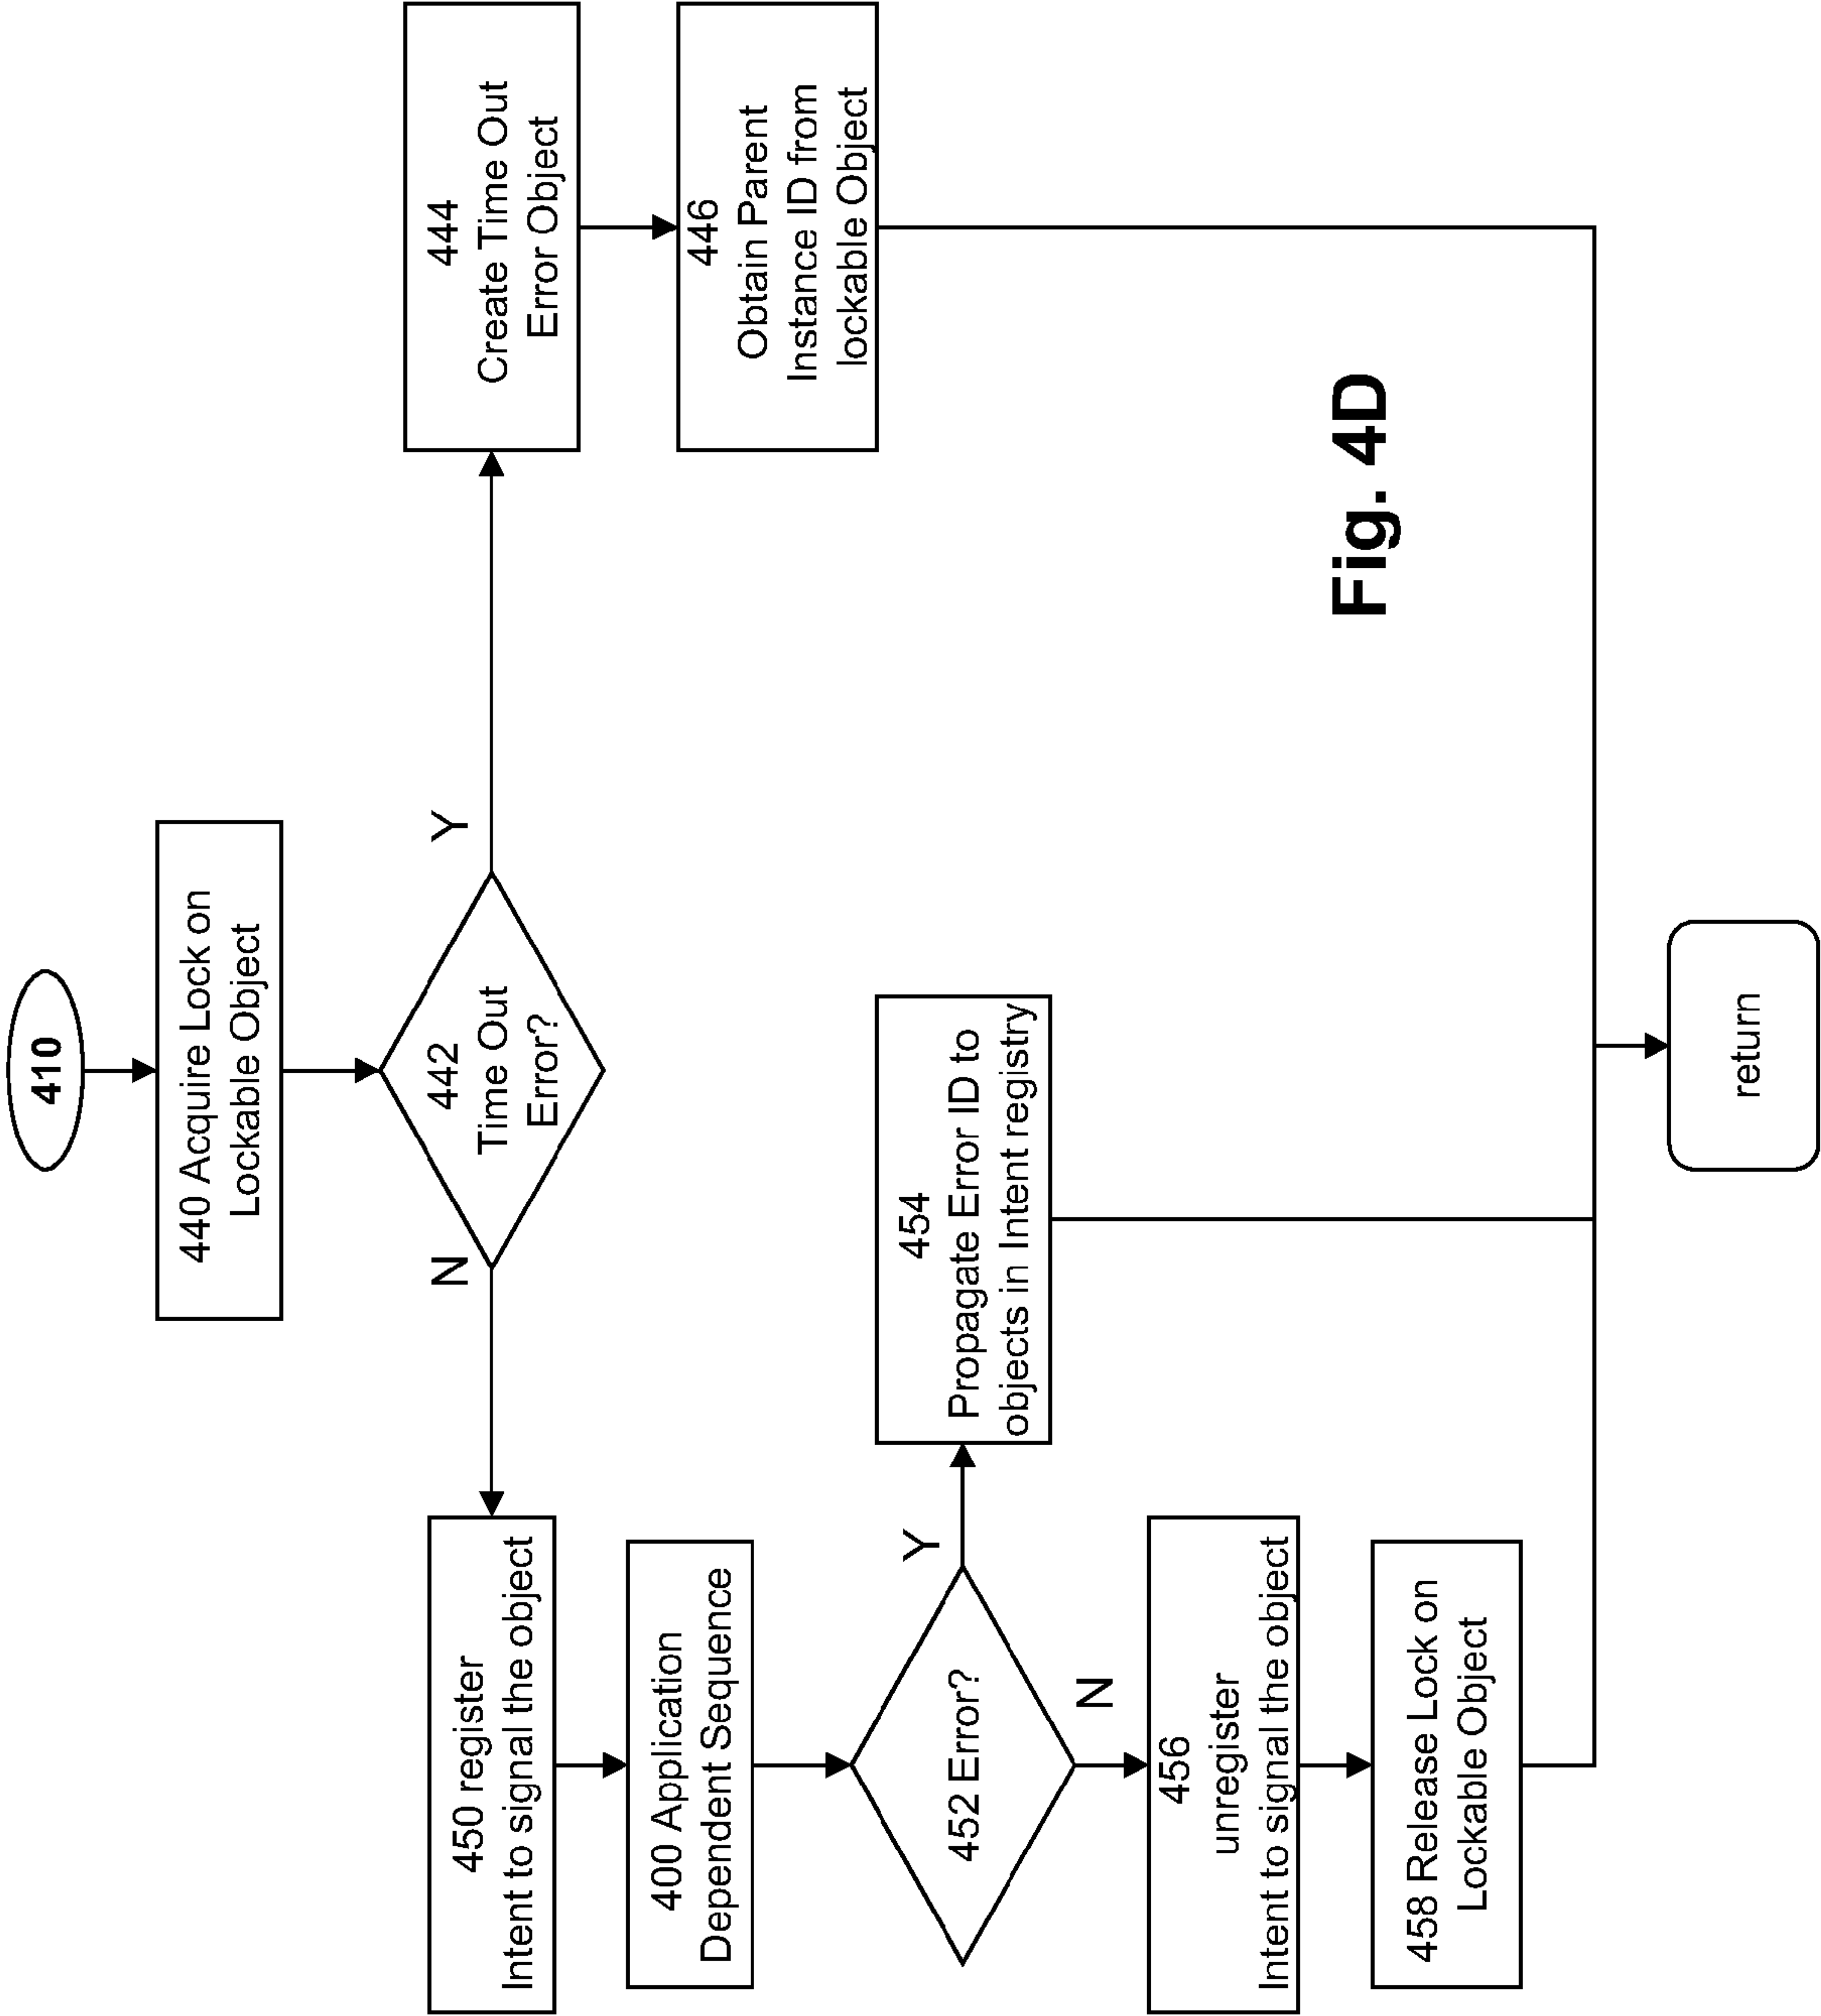 410
440 Acquire Lock on
Lockable Object
442
Time Out
Error?
Y
N
444
Create Time Out
Error Object
446
Obtain Parent
Instance ID from
lockable Object
450 register
Intent to signal the object
400 Application
Dependent Sequence
452 Error?
Y
N
454
Propagate Error ID to
objects in Intent registry
456
unregister
Intent to signal the object
458 Release Lock on
Lockable Object
return
Fig. 4D